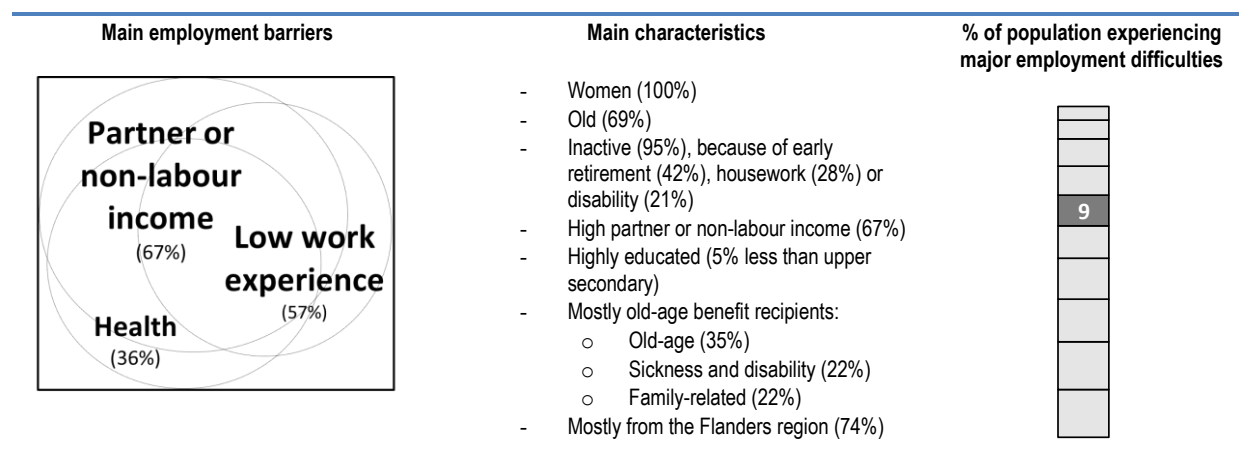 Main employment barriers
Main characteristics
% of population experiencing
major employment difficulties
Partner or
non-labour
income
(67%)
Low work
experience
(57%)
Health
(36%)
- Women (100%)
- Old (69%)
- Inactive (95%), because of early
retirement (42%), housework (28%) or
disability (21%)
- High partner or non-labour income (67%)
- Highly educated (5% less than upper
secondary)
- Mostly old-age benefit recipients:
o Old-age (35%)
o Sickness and disability (22%)
o Family-related (22%)
- Mostly from the Flanders region (74%)
9